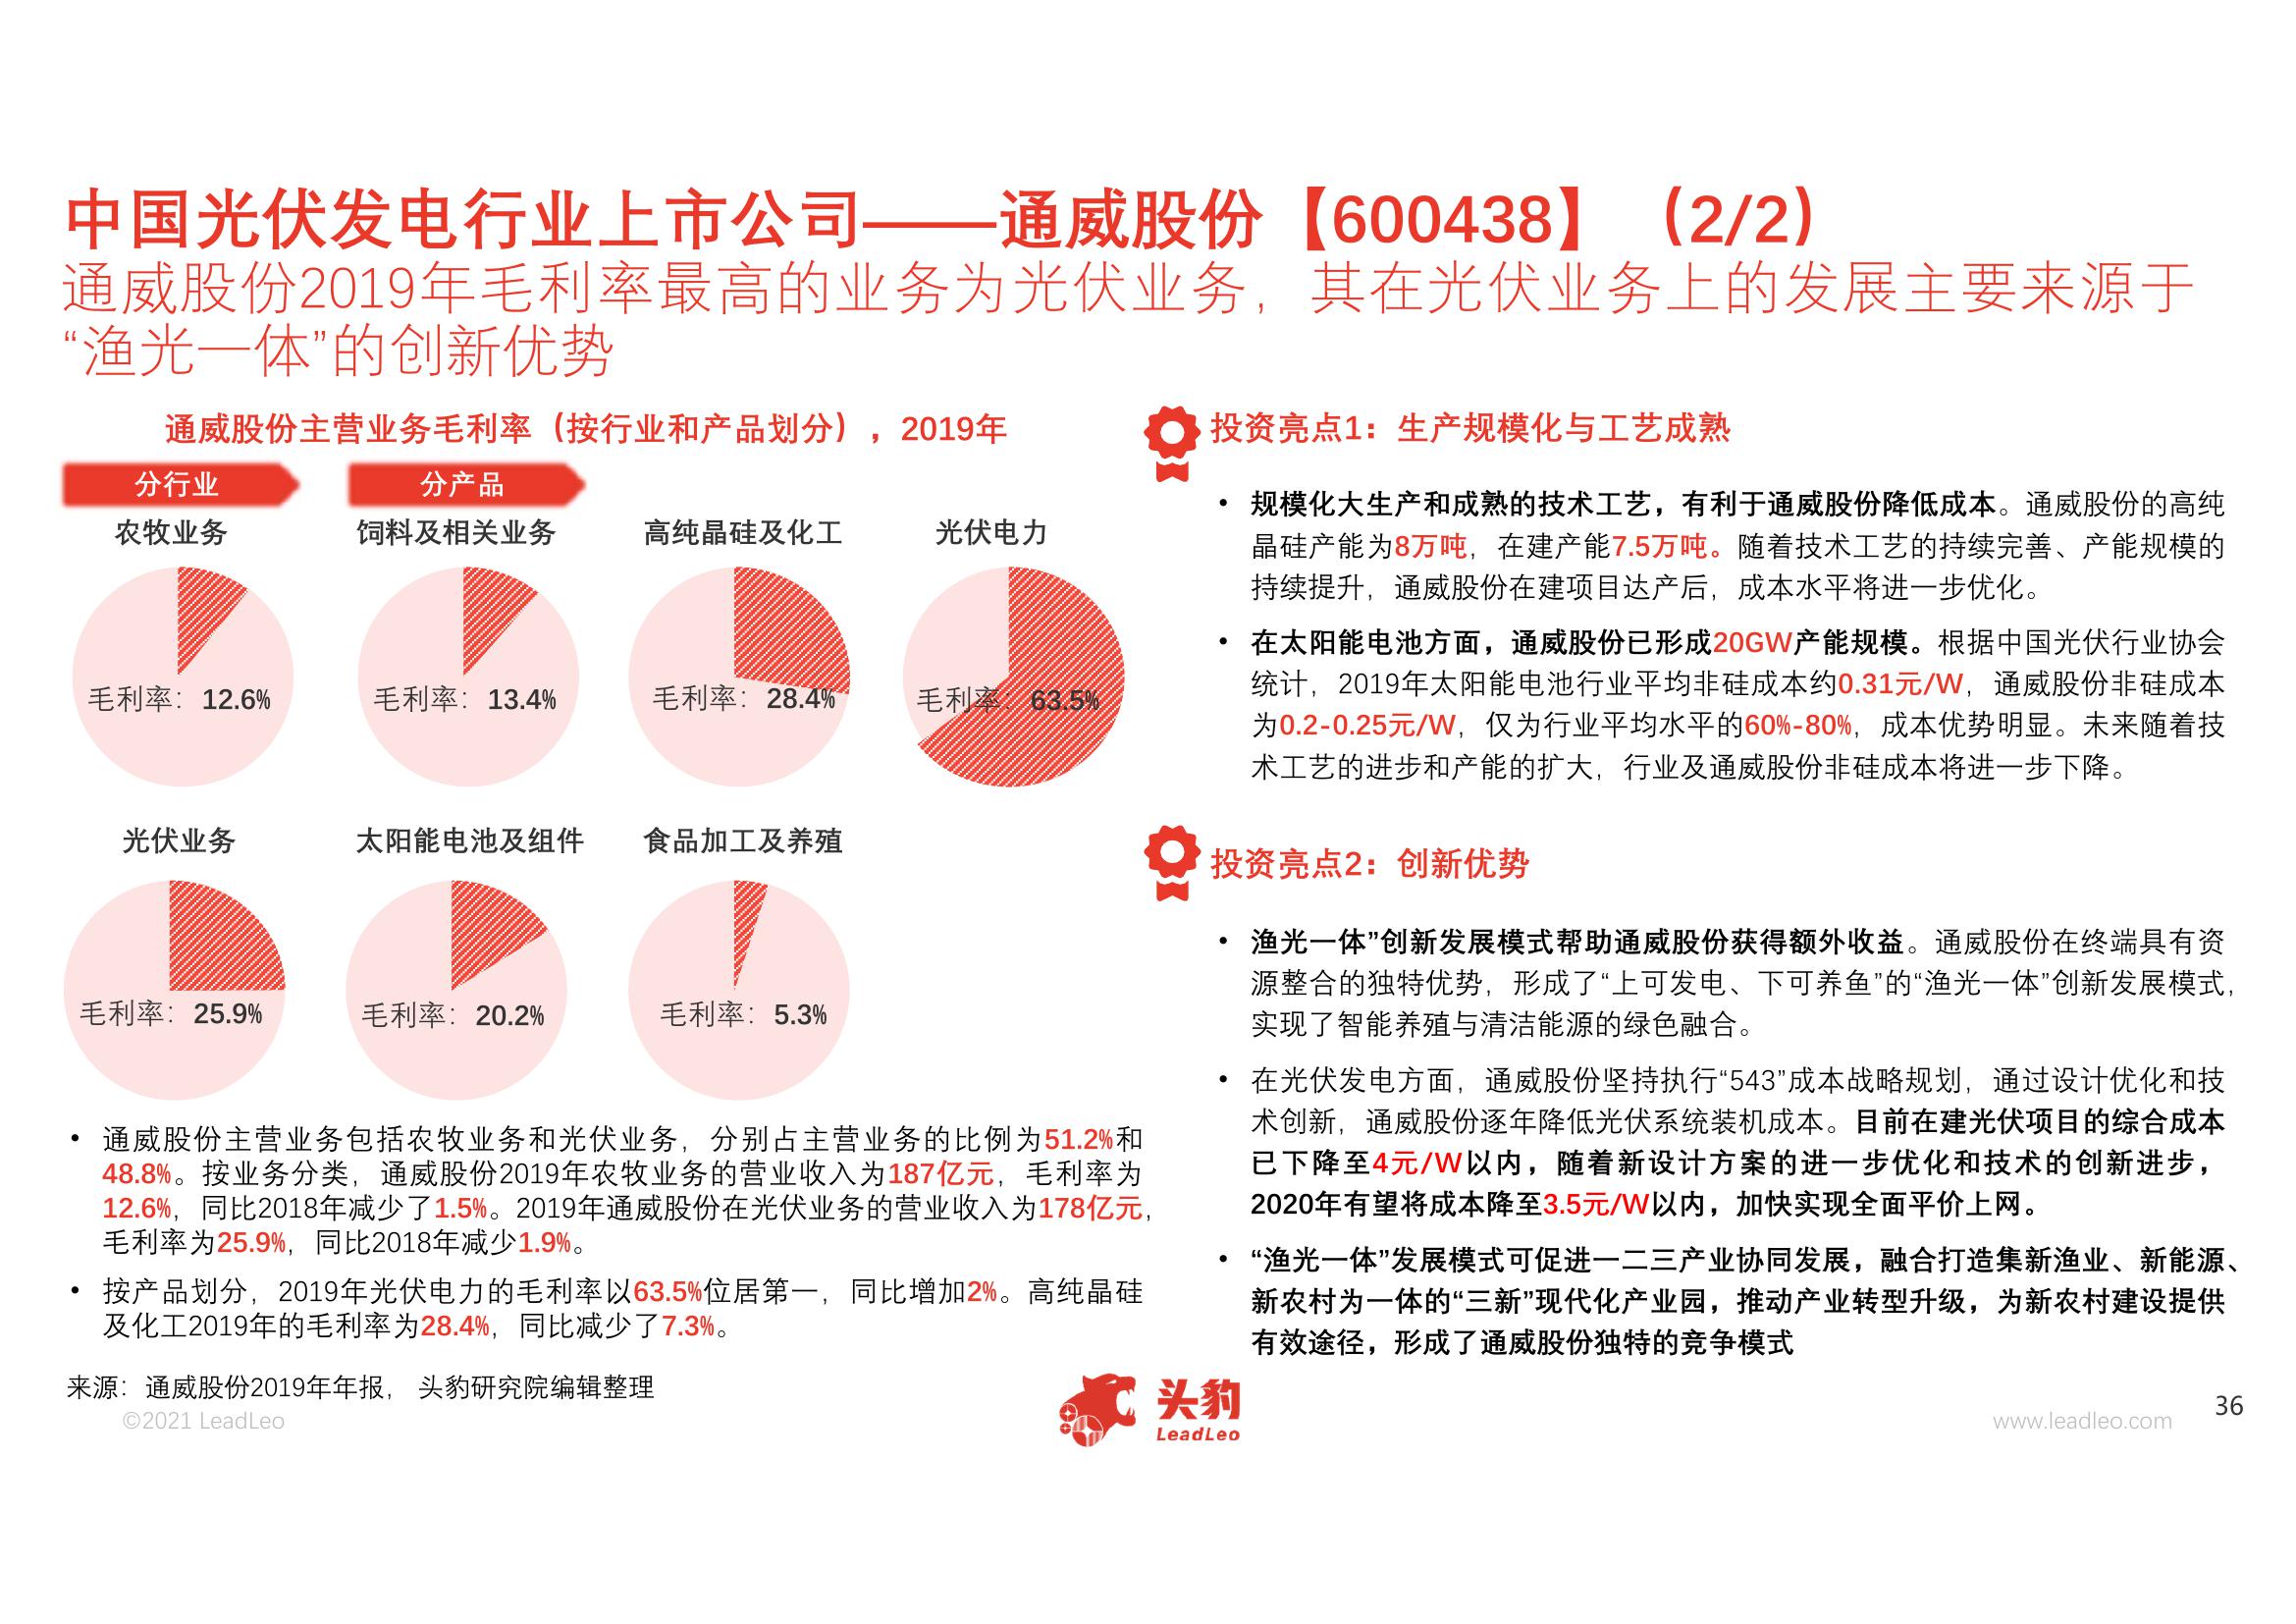 中国光伏发电行业上市公司——通威股份【600438】（2/2）
通威股份2019年毛利率最高的业务为光伏业务，其在光伏业务上的发展主要来源于
“渔光一体”的创新优势
通威股份主营业务毛利率（按行业和产品划分），2019年
分行业
分产品
农牧业务
饲料及相关业务
高纯晶硅及化工
光伏电力
毛利率：12.6%
毛利率：13.4%
毛利率：28.4%
毛利率：63.5%
光伏业务
太阳能电池及组件
食品加工及养殖
毛利率：25.9%
毛利率：20.2%
毛利率：5.3%
• 通威股份主营业务包括农牧业务和光伏业务，分别占主营业务的比例为51.2%和
48.8%。按业务分类，通威股份2019年农牧业务的营业收入为187亿元，毛利率为
12.6%，同比2018年减少了1.5%。2019年通威股份在光伏业务的营业收入为178亿元，
毛利率为25.9%，同比2018年减少1.9%。
• 按产品划分，2019年光伏电力的毛利率以63.5%位居第一，同比增加2%。高纯晶硅
及化工2019年的毛利率为28.4%，同比减少了7.3%。
投资亮点1：生产规模化与工艺成熟
• 规模化大生产和成熟的技术工艺，有利于通威股份降低成本。通威股份的高纯
晶硅产能为8万吨，在建产能7.5万吨。随着技术工艺的持续完善、产能规模的
持续提升，通威股份在建项目达产后，成本水平将进一步优化。
• 在太阳能电池方面，通威股份已形成20GW产能规模。根据中国光伏行业协会
统计，2019年太阳能电池行业平均非硅成本约0.31元/W，通威股份非硅成本
为0.2-0.25元/W，仅为行业平均水平的60%-80%，成本优势明显。未来随着技
术工艺的进步和产能的扩大，行业及通威股份非硅成本将进一步下降。
投资亮点2：创新优势
• 渔光一体”创新发展模式帮助通威股份获得额外收益。通威股份在终端具有资
源整合的独特优势，形成了“上可发电、下可养鱼”的“渔光一体”创新发展模式，
实现了智能养殖与清洁能源的绿色融合。
• 在光伏发电方面，通威股份坚持执行“543”成本战略规划，通过设计优化和技
术创新，通威股份逐年降低光伏系统装机成本。目前在建光伏项目的综合成本
已下降至4元/W以内，随着新设计方案的进一步优化和技术的创新进步，
2020年有望将成本降至3.5元/W以内，加快实现全面平价上网。
• “渔光一体”发展模式可促进一二三产业协同发展，融合打造集新渔业、新能源、
新农村为一体的“三新”现代化产业园，推动产业转型升级，为新农村建设提供
有效途径，形成了通威股份独特的竞争模式
来源：通威股份2019年年报， 头豹研究院编辑整理
©2021 LeadLeo
头豹
LeadLeo
www.leadleo.com
36